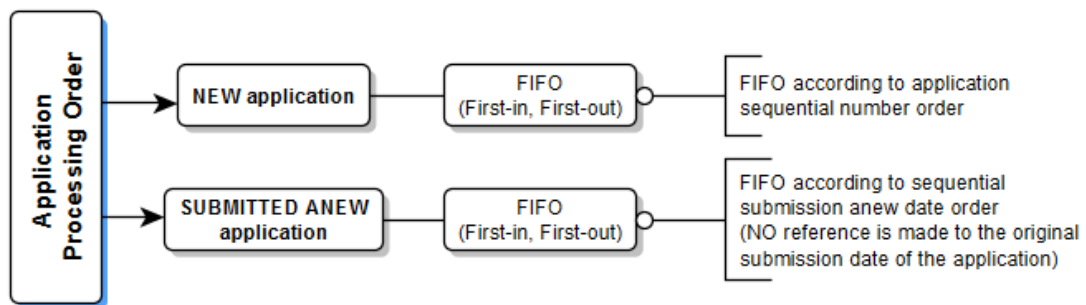 Application
Processing Order
NEW application
FIFO
(First-in, First-out)
FIFO according to application
sequential number order
SUBMITTED ANEW
application
FIFO
(First-in, First-out)
FIFO according to sequential
submission anew date order
(NO reference is made to the original
submission date of the application)